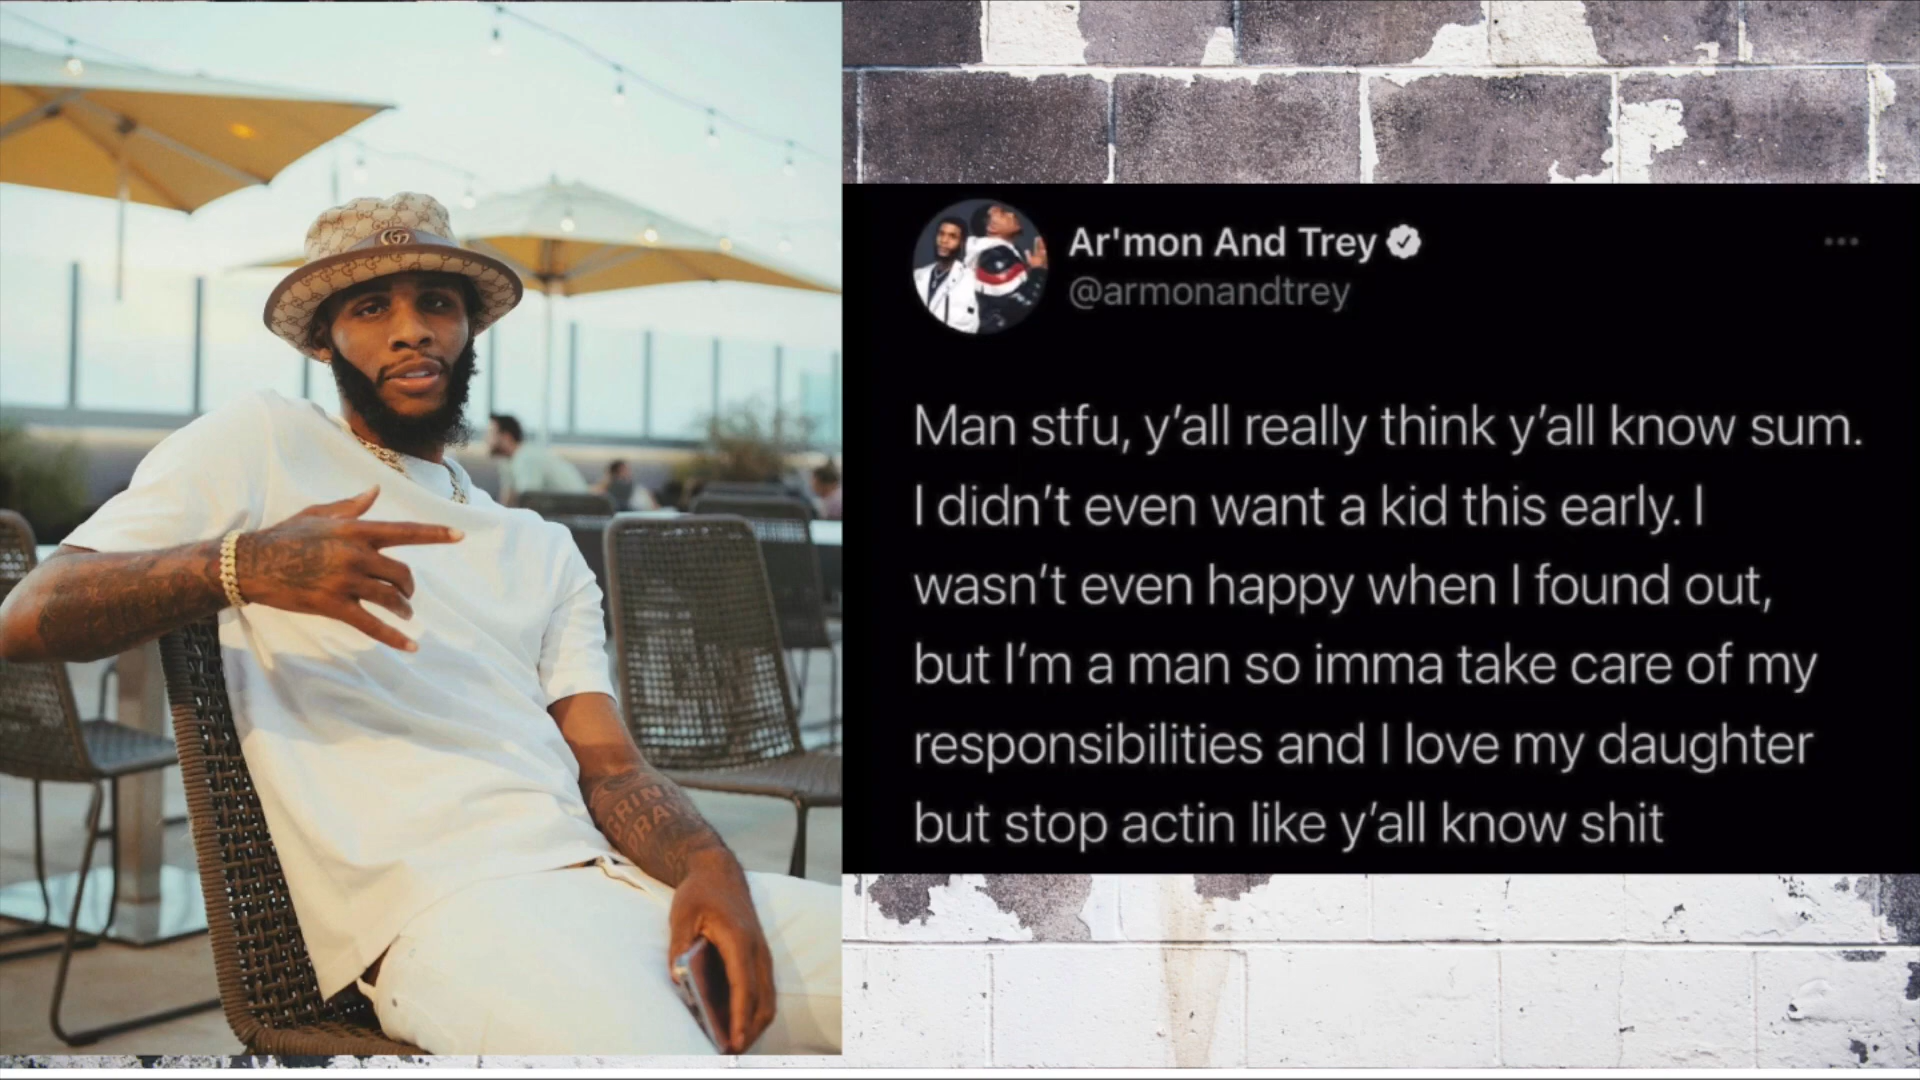 Ar'mon And Trey
@armonandtrey
Man stfu, y’all really think y’all know sum.
I didn’t even want a kid this early. I
wasn’t even happy when I found out,
but I’m a man so imma take care of my
responsibilities and I love my daughter
but stop actin like y’all know shit